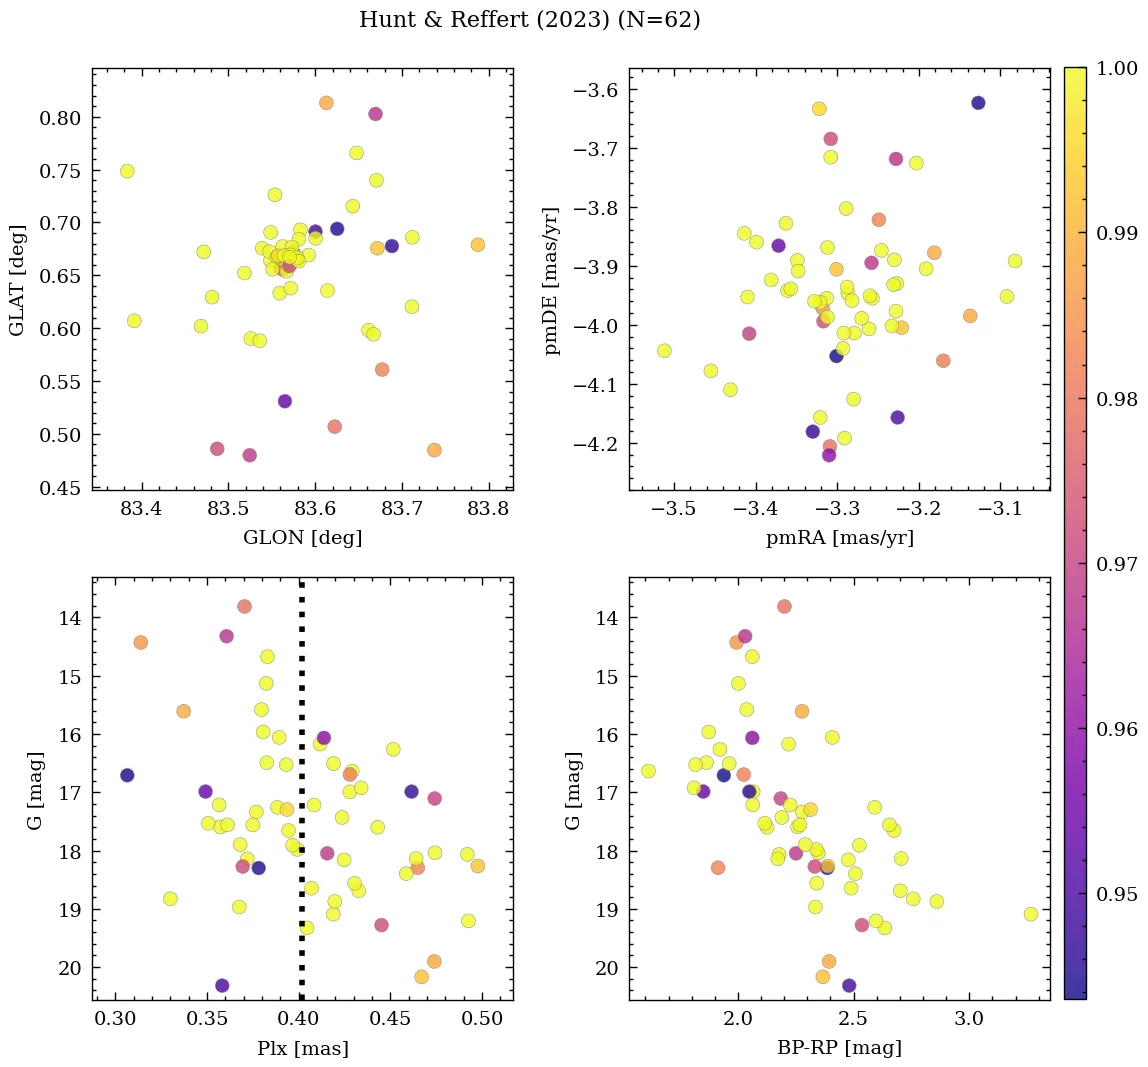 Hunt & Reffert (2023) (N=62)
0.80
0.75
0.70
0.65
0.60
0.55
0.50
0.45
GLAT [deg]
83.4 83.5 83.6 83.7 83.8
GLON [deg]
−3.6
−3.7
−3.8
−3.9
−4.0
−4.1
−4.2
pmDE [mas/yr]
−3.5 −3.4 −3.3 −3.2 −3.1
pmRA [mas/yr]
1.00
0.99
0.98
0.97
0.96
0.95
14
15
16
17
18
19
20
G [mag]
0.30 0.35 0.40 0.45 0.50
Plx [mas]
14
15
16
17
18
19
20
G [mag]
2.0 2.5 3.0
BP-RP [mag]